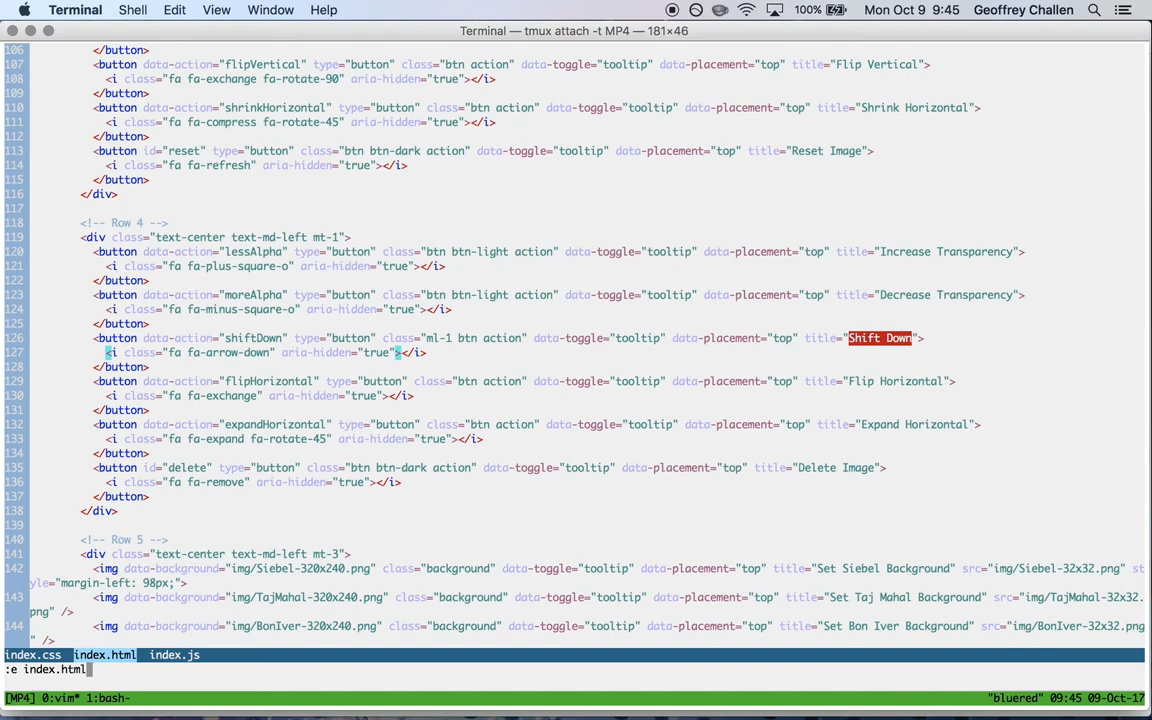 Terminal Shell Edit View Window Help 100% Mon Oct 9 9:45 Geoffrey Challen
Terminal — tmux attach -t MP4 — 181×46
106 </button>
107 <button data-action="flipVertical" type="button" class="btn action" data-toggle="tooltip" data-placement="top" title="Flip Vertical">
108 <i class="fa fa-exchange fa-rotate-90" aria-hidden="true"></i>
109 </button>
110 <button data-action="shrinkHorizontal" type="button" class="btn action" data-toggle="tooltip" data-placement="top" title="Shrink Horizontal">
111 <i class="fa fa-compress fa-rotate-45" aria-hidden="true"></i>
112 </button>
113 <button id="reset" type="button" class="btn btn-dark action" data-toggle="tooltip" data-placement="top" title="Reset Image">
114 <i class="fa fa-refresh" aria-hidden="true"></i>
115 </button>
116 </div>
117
118 <!-- Row 4 -->
119 <div class="text-center text-md-left mt-1">
120 <button data-action="lessAlpha" type="button" class="btn btn-light action" data-toggle="tooltip" data-placement="top" title="Increase Transparency">
121 <i class="fa fa-plus-square-o" aria-hidden="true"></i>
122 </button>
123 <button data-action="moreAlpha" type="button" class="btn btn-light action" data-toggle="tooltip" data-placement="top" title="Decrease Transparency">
124 <i class="fa fa-minus-square-o" aria-hidden="true"></i>
125 </button>
126 <button data-action="shiftDown" type="button" class="ml-1 btn action" data-toggle="tooltip" data-placement="top" title="Shift Down">
127 <i class="fa fa-arrow-down" aria-hidden="true"></i>
128 </button>
129 <button data-action="flipHorizontal" type="button" class="btn action" data-toggle="tooltip" data-placement="top" title="Flip Horizontal">
130 <i class="fa fa-exchange" aria-hidden="true"></i>
131 </button>
132 <button data-action="expandHorizontal" type="button" class="btn action" data-toggle="tooltip" data-placement="top" title="Expand Horizontal">
133 <i class="fa fa-expand fa-rotate-45" aria-hidden="true"></i>
134 </button>
135 <button id="delete" type="button" class="btn btn-dark action" data-toggle="tooltip" data-placement="top" title="Delete Image">
136 <i class="fa fa-remove" aria-hidden="true"></i>
137 </button>
138 </div>
139
140 <!-- Row 5 -->
141 <div class="text-center text-md-left mt-3">
142 <img data-background="img/Siebel-320x240.png" class="background" data-toggle="tooltip" data-placement="top" title="Set Siebel Background" src="img/Siebel-32x32.png" st
yle="margin-left: 98px;">
143 <img data-background="img/TajMahal-320x240.png" class="background" data-toggle="tooltip" data-placement="top" title="Set Taj Mahal Background" src="img/TajMahal-32x32.
png" />
144 <img data-background="img/BonIver-320x240.png" class="background" data-toggle="tooltip" data-placement="top" title="Set Bon Iver Background" src="img/BonIver-32x32.png
" />
index.css index.html index.js
:e index.html
[MP4] 0:vim* 1:bash- "bluered" 09:45 09-Oct-17